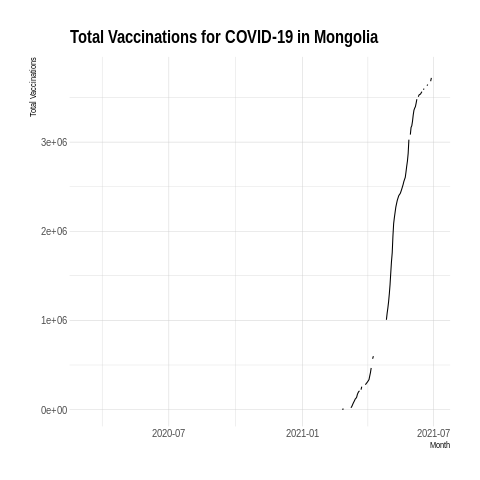 Total Vaccinations for COVID-19 in Mongolia
Total Vaccinations
3e+06
2e+06
1e+06
0e+00
2020-07
2021-01
2021-07
Month